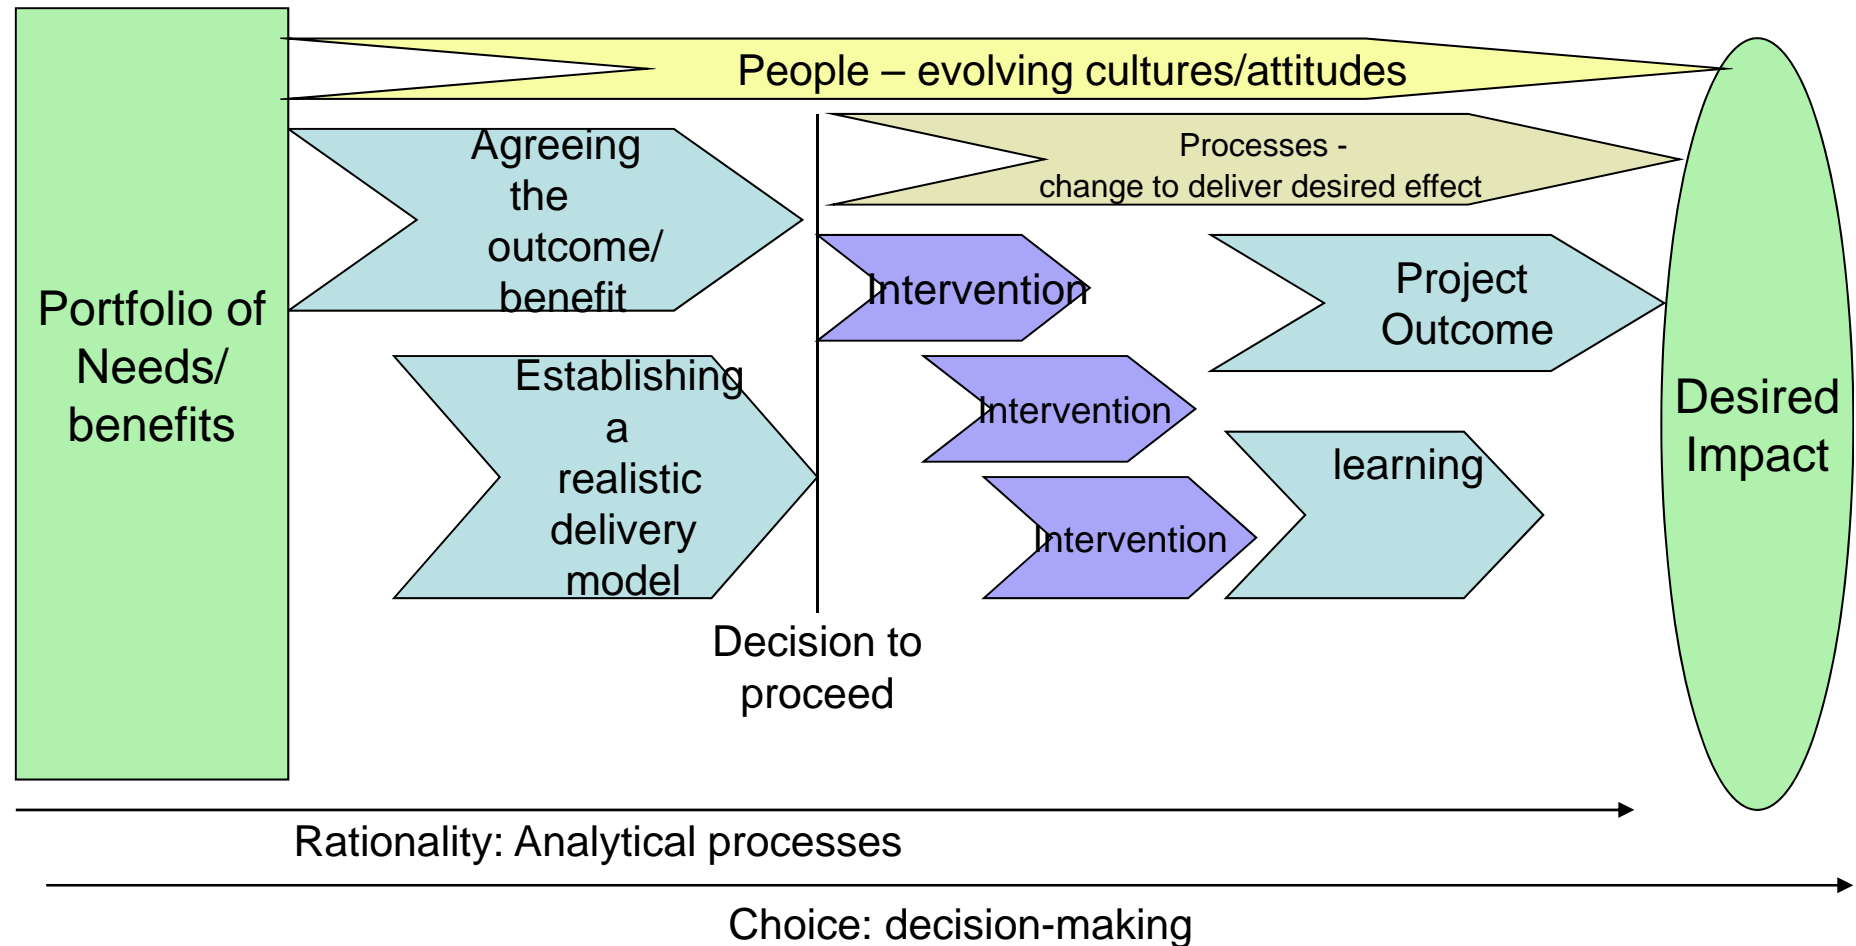 People – evolving cultures/attitudes
Agreeing
the
outcome/
benefit
Processes -
change to deliver desired effect
Portfolio of
Needs/
benefits
Intervention
Project
Outcome
Establishing
a
realistic
delivery
model
Intervention
learning
Intervention
Desired
Impact
Decision to
proceed
Rationality: Analytical processes
Choice: decision-making